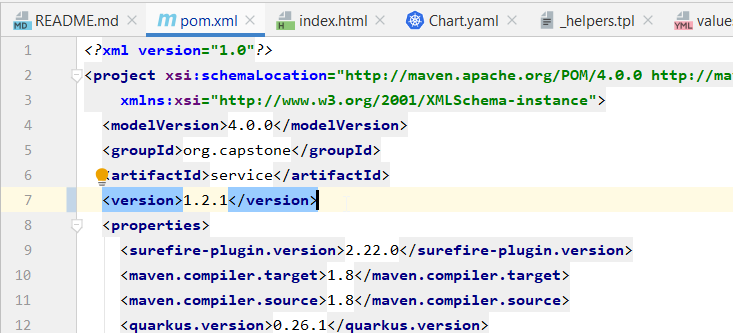 README.md pom.xml index.html Chart.yaml _helpers.tpl value
1 <?xml version="1.0"?>
2 <project xsi:schemaLocation="http://maven.apache.org/POM/4.0.0 http://ma
3 xmlns:xsi="http://www.w3.org/2001/XMLSchema-instance">
4 <modelVersion>4.0.0</modelVersion>
5 <groupId>org.capstone</groupId>
6 <artifactId>service</artifactId>
7 <version>1.2.1</version>
8 <properties>
9 <surefire-plugin.version>2.22.0</surefire-plugin.version>
10 <maven.compiler.target>1.8</maven.compiler.target>
11 <maven.compiler.source>1.8</maven.compiler.source>
12 <quarkus.version>0.26.1</quarkus.version>